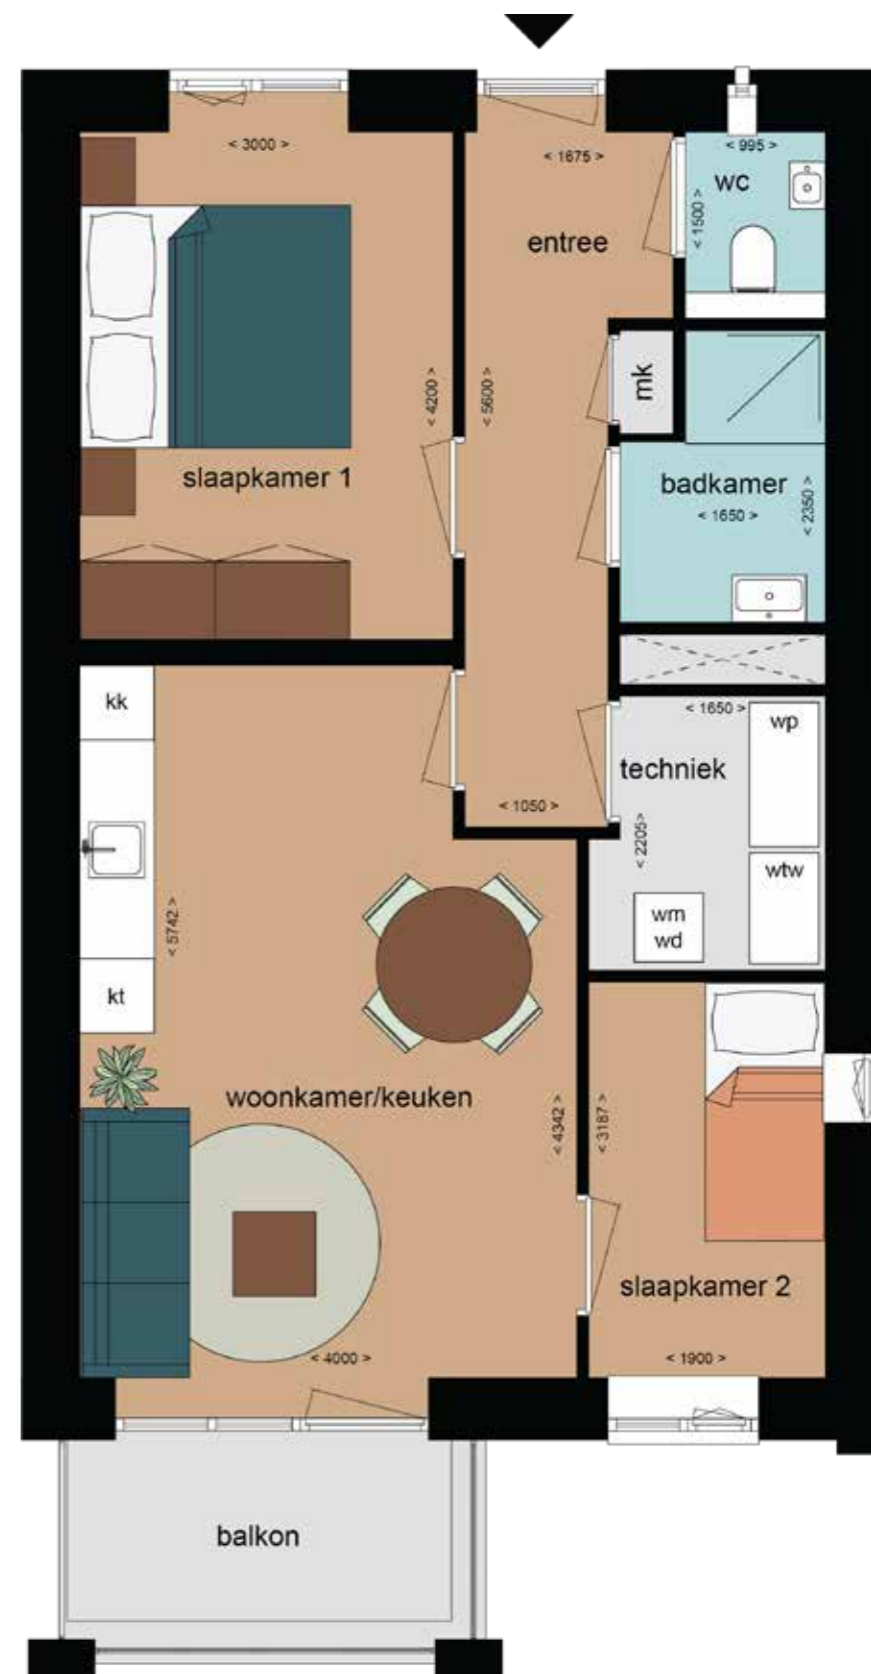 < 3000 >
< 1675 >
< 995 >
wc
< 1500 >
entree
mk
< 4200 >
< 5600 >
slaapkamer 1
badkamer
< 1650 >
< 2350 >
kk
< 1650 >
wp
techniek
< 1050 >
< 2205>
wtw
wm
wd
< 5742 >
kt
woonkamer/keuken
< 4342 >
< 3187 >
slaapkamer 2
< 4000 >
< 1900 >
balkon